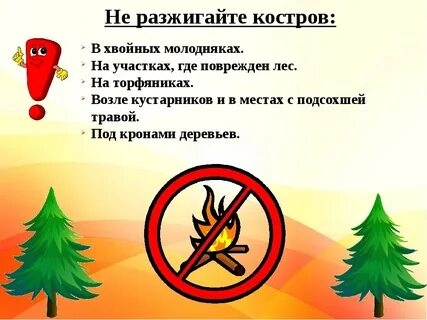 Не разжигайте костров:
В хвойных молодняках.
На участках, где поврежден лес.
На торфяниках.
Возле кустарников и в местах с подсохшей
травой.
Под кронами деревьев.